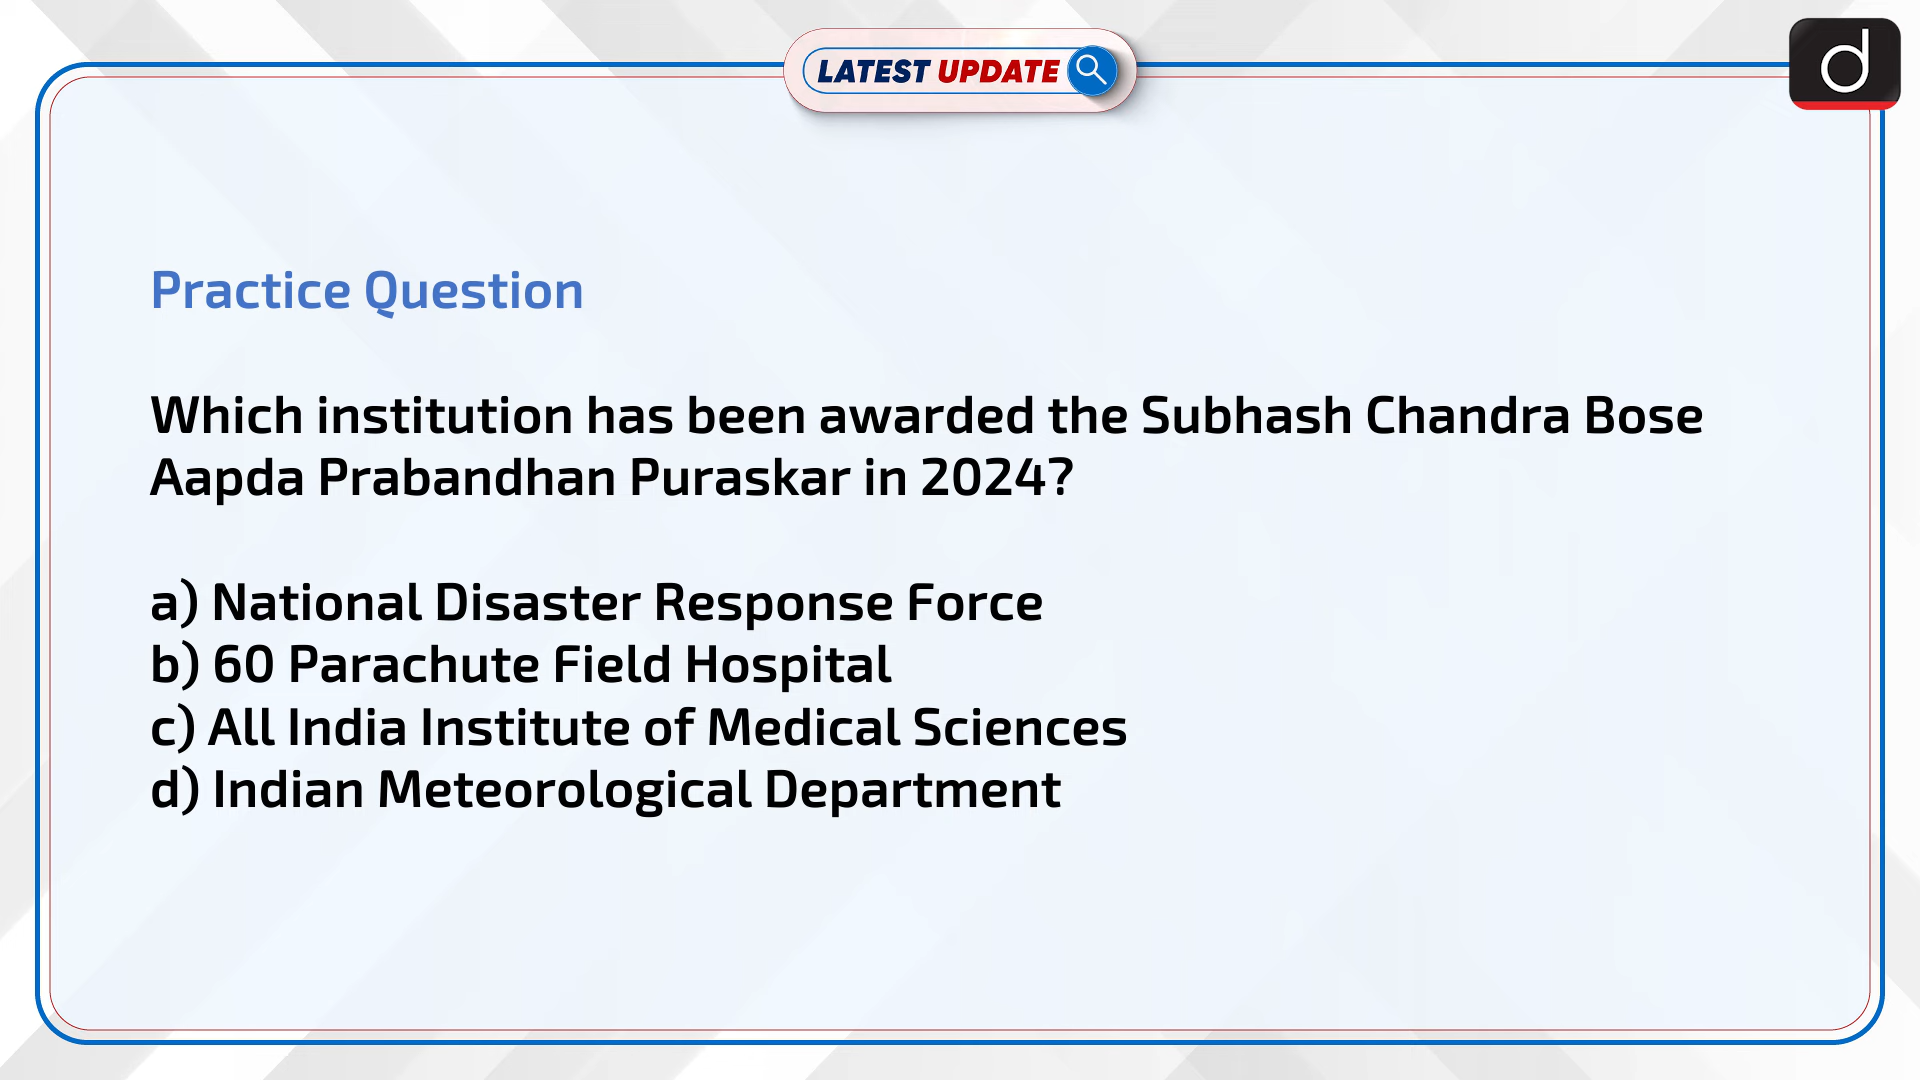 LATEST UPDATE
d
Practice Question
Which institution has been awarded the Subhash Chandra Bose
Aapda Prabandhan Puraskar in 2024?
a) National Disaster Response Force
b) 60 Parachute Field Hospital
c) All India Institute of Medical Sciences
d) Indian Meteorological Department